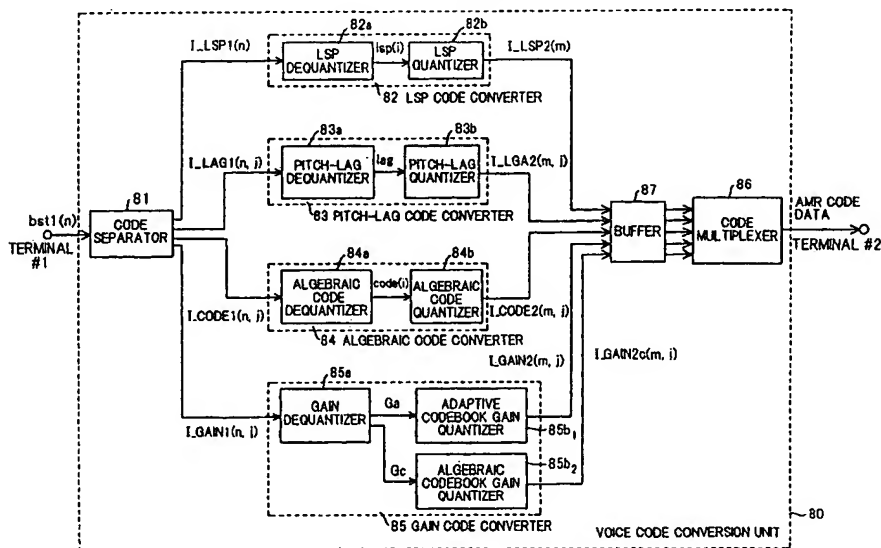 82a
82b
I_LSP1(n)
LSP
DEQUANTIZER
lsp(i)
LSP
QUANTIZER
I_LSP2(m)
82 LSP CODE CONVERTER
83a
83b
I_LAG1(n, j)
PITCH-LAG
DEQUANTIZER
lag
PITCH-LAG
QUANTIZER
I_LGA2(m, j)
83 PITCH-LAG CODE CONVERTER
81
87
86
bst1(n)
TERMINAL
#1
CODE
SEPARATOR
BUFFER
CODE
MULTIPLEXER
AMR CODE
DATA
TERMINAL #2
84a
84b
ALGEBRAIC
CODE
DEQUANTIZER
code(i)
ALGEBRAIC
CODE
QUANTIZER
I_CODE1(n, j)
I_CODE2(m, j)
84 ALGEBRAIC CODE CONVERTER
I_GAIN2(m, j)
I_GAIN2c(m, j)
85a
GAIN
DEQUANTIZER
Ga
ADAPTIVE
CODEBOOK GAIN
QUANTIZER
85b1
I_GAIN1(n, j)
Gc
ALGEBRAIC
CODEBOOK GAIN
QUANTIZER
85b2
85 GAIN CODE CONVERTER
80
VOICE CODE CONVERSION UNIT